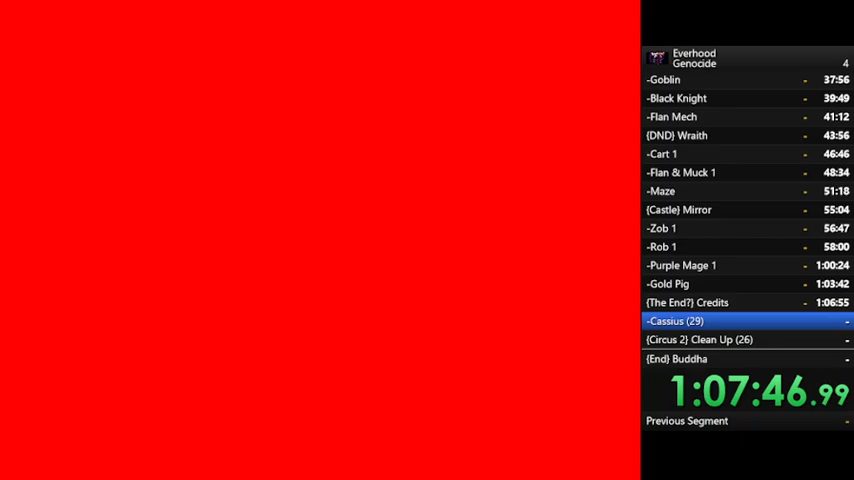 Everhood
Genocide 4
-Goblin - 37:56
-Black Knight - 39:49
-Flan Mech - 41:12
{DND} Wraith - 43:56
-Cart 1 - 46:46
-Flan & Muck 1 - 48:34
-Maze - 51:18
{Castle} Mirror - 55:04
-Zob 1 - 56:47
-Rob 1 - 58:00
-Purple Mage 1 - 1:00:24
-Gold Pig - 1:03:42
{The End?} Credits - 1:06:55
-Cassius (29) -
{Circus 2} Clean Up (26) -
{End} Buddha -
1:07:46.99
Previous Segment -